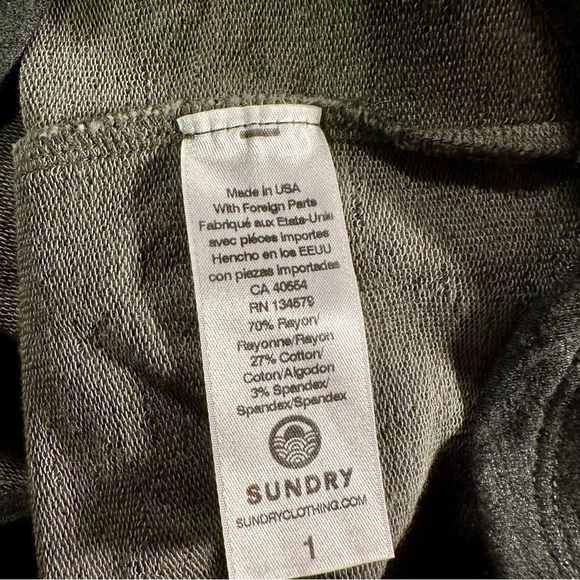 Made in USA
With Foreign Parts
Fabriqué aux Etats-Unis
avec piéces importes
Hencho en los EEUU
con piezas importadas
CA 40554
RN 134579
70% Rayon/
Rayonne/Rayon
27% Cotton/
Coton/Algodon
3% Spandex/
Spandex/Spandex
SUNDRY
SUNDRYCLOTHING.COM
1